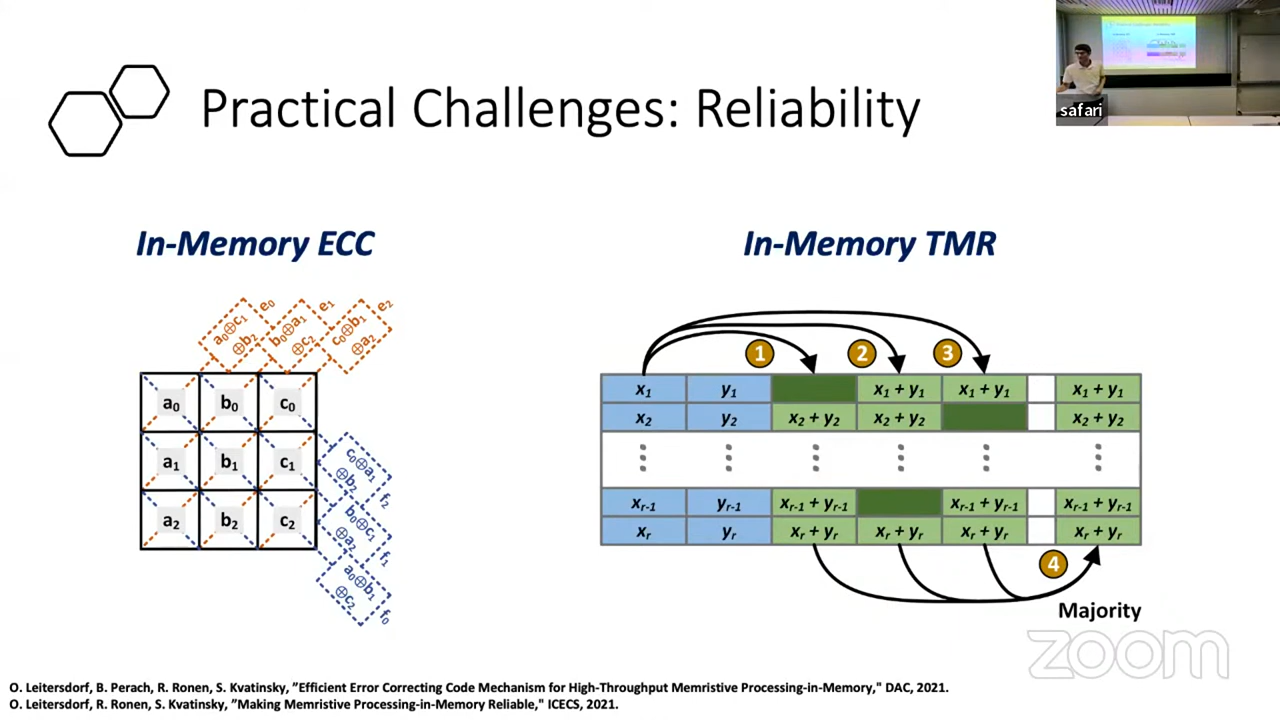 Practical Challenges: Reliability
safari
In-Memory ECC
In-Memory TMR
a₀⊕c₁
⊕b₂
e₀
b₀⊕a₁
⊕c₂
e₁
c₀⊕b₁
⊕a₂
e₂
a₀ b₀ c₀
a₁ b₁ c₁
a₂ b₂ c₂
c₀⊕a₁
⊕b₂
f₂
b₀⊕c₁
⊕a₂
f₁
a₀⊕b₁
⊕c₂
f₀
1 2 3
x₁ y₁ x₁ + y₁ x₁ + y₁ x₁ + y₁
x₂ y₂ x₂ + y₂ x₂ + y₂ x₂ + y₂
xᵣ₋₁ yᵣ₋₁ xᵣ₋₁ + yᵣ₋₁ xᵣ₋₁ + yᵣ₋₁ xᵣ₋₁ + yᵣ₋₁
xᵣ yᵣ xᵣ + yᵣ xᵣ + yᵣ xᵣ + yᵣ xᵣ + yᵣ
4
Majority
zoom
O. Leitersdorf, B. Perach, R. Ronen, S. Kvatinsky, "Efficient Error Correcting Code Mechanism for High-Throughput Memristive Processing-in-Memory," DAC, 2021.
O. Leitersdorf, R. Ronen, S. Kvatinsky, "Making Memristive Processing-in-Memory Reliable," ICECS, 2021.